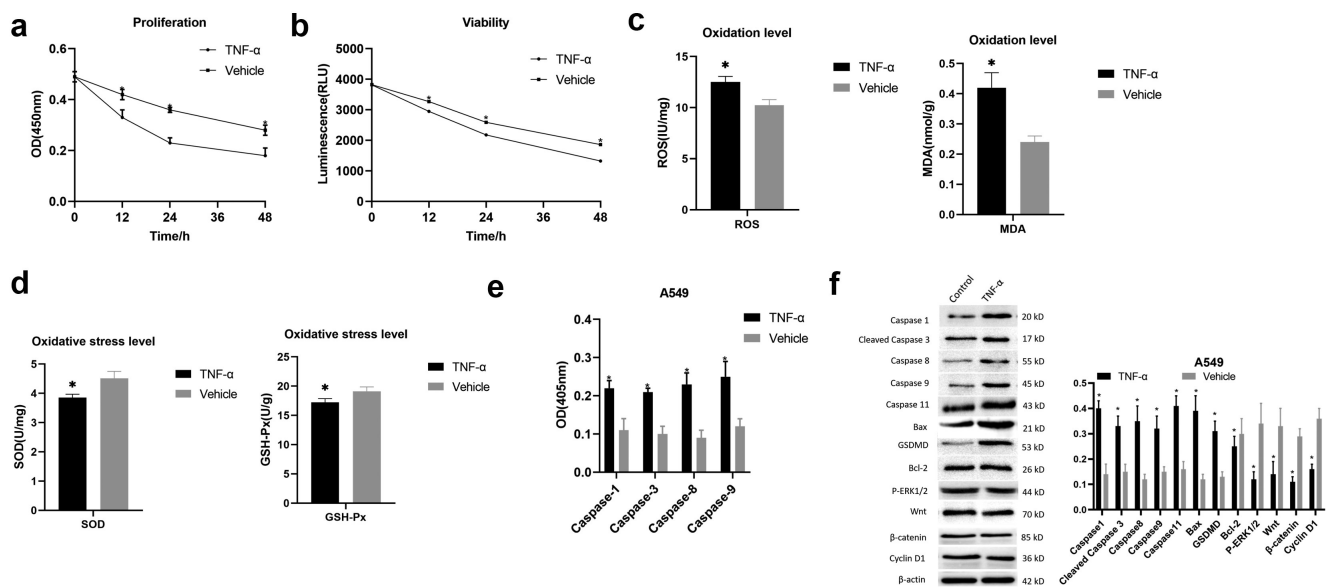 a
Proliferation
TNF-α
Vehicle
OD(450nm)
0.6
0.4
0.2
0.0
0 12 24 36 48
Time/h
* * *
b
Viability
TNF-α
Vehicle
Luminescence(RLU)
5000
4000
3000
2000
1000
0
0 12 24 36 48
Time/h
* * *
c
Oxidation level
TNF-α
Vehicle
ROS(IU/mg)
15
10
5
0
*
ROS
Oxidation level
TNF-α
Vehicle
MDA(nmol/g)
0.5
0.4
0.3
0.2
0.1
0.0
*
MDA
d
Oxidative stress level
TNF-α
Vehicle
SOD(U/mg)
5
4
3
2
1
0
*
SOD
Oxidative stress level
TNF-α
Vehicle
GSH-Px(U/g)
25
20
15
10
5
0
*
GSH-Px
e
A549
TNF-α
Vehicle
OD(405nm)
0.3
0.2
0.1
0.0
* * * *
Caspase-1
Caspase-3
Caspase-8
Caspase-9
f
Control TNF-α
Caspase 1 20 kD
Cleaved Caspase 3 17 kD
Caspase 8 55 kD
Caspase 9 45 kD
Caspase 11 43 kD
Bax 21 kD
GSDMD 53 kD
Bcl-2 26 kD
P-ERK1/2 44 kD
Wnt 70 kD
β-catenin 85 kD
Cyclin D1 36 kD
β-actin 42 kD
A549
TNF-α Vehicle
0.5
0.4
0.3
0.2
0.1
0.0
* * * * * * * * * * * *
Caspase1
Cleaved Caspase 3
Caspase8
Caspase9
Caspase11
Bax
GSDMD
Bcl-2
P-ERK1/2
Wnt
β-catenin
Cyclin D1